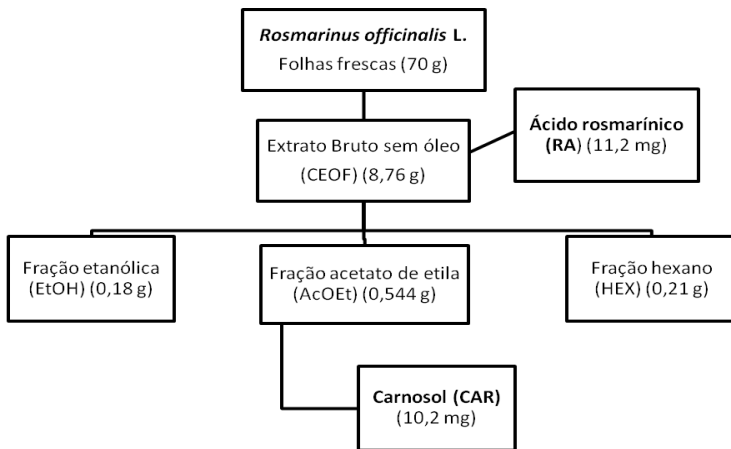 Rosmarinus officinalis L.
Folhas frescas (70 g)
Extrato Bruto sem óleo
(CEOF) (8,76 g)
Ácido rosmarínico
(RA) (11,2 mg)
Fração etanólica
(EtOH) (0,18 g)
Fração acetato de etila
(AcOEt) (0,544 g)
Fração hexano
(HEX) (0,21 g)
Carnosol (CAR)
(10,2 mg)